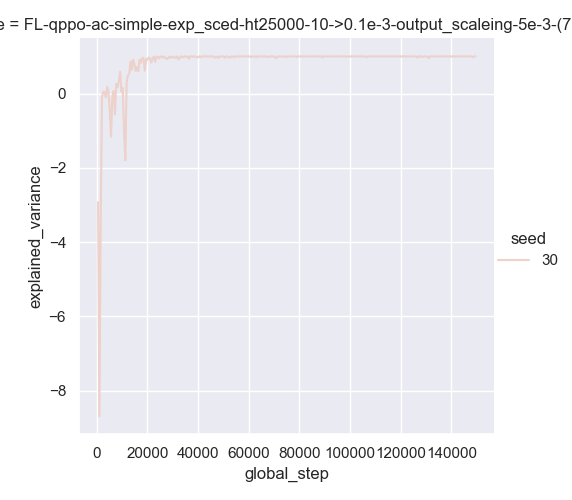 e = FL-qppo-ac-simple-exp_sced-ht25000-10->0.1e-3-output_scaleing-5e-3-(7
0
−2
−4
−6
−8
explained_variance
0 20000 40000 60000 80000 100000 120000 140000
global_step
seed
30